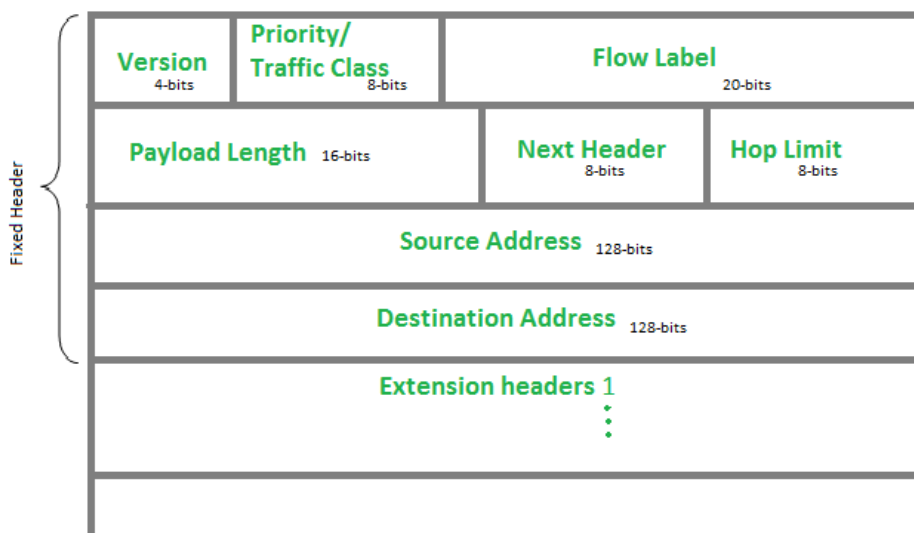 Version
4-bits
Priority/
Traffic Class
8-bits
Flow Label
20-bits
Payload Length 16-bits
Next Header
8-bits
Hop Limit
8-bits
Fixed Header
Source Address 128-bits
Destination Address 128-bits
Extension headers 1